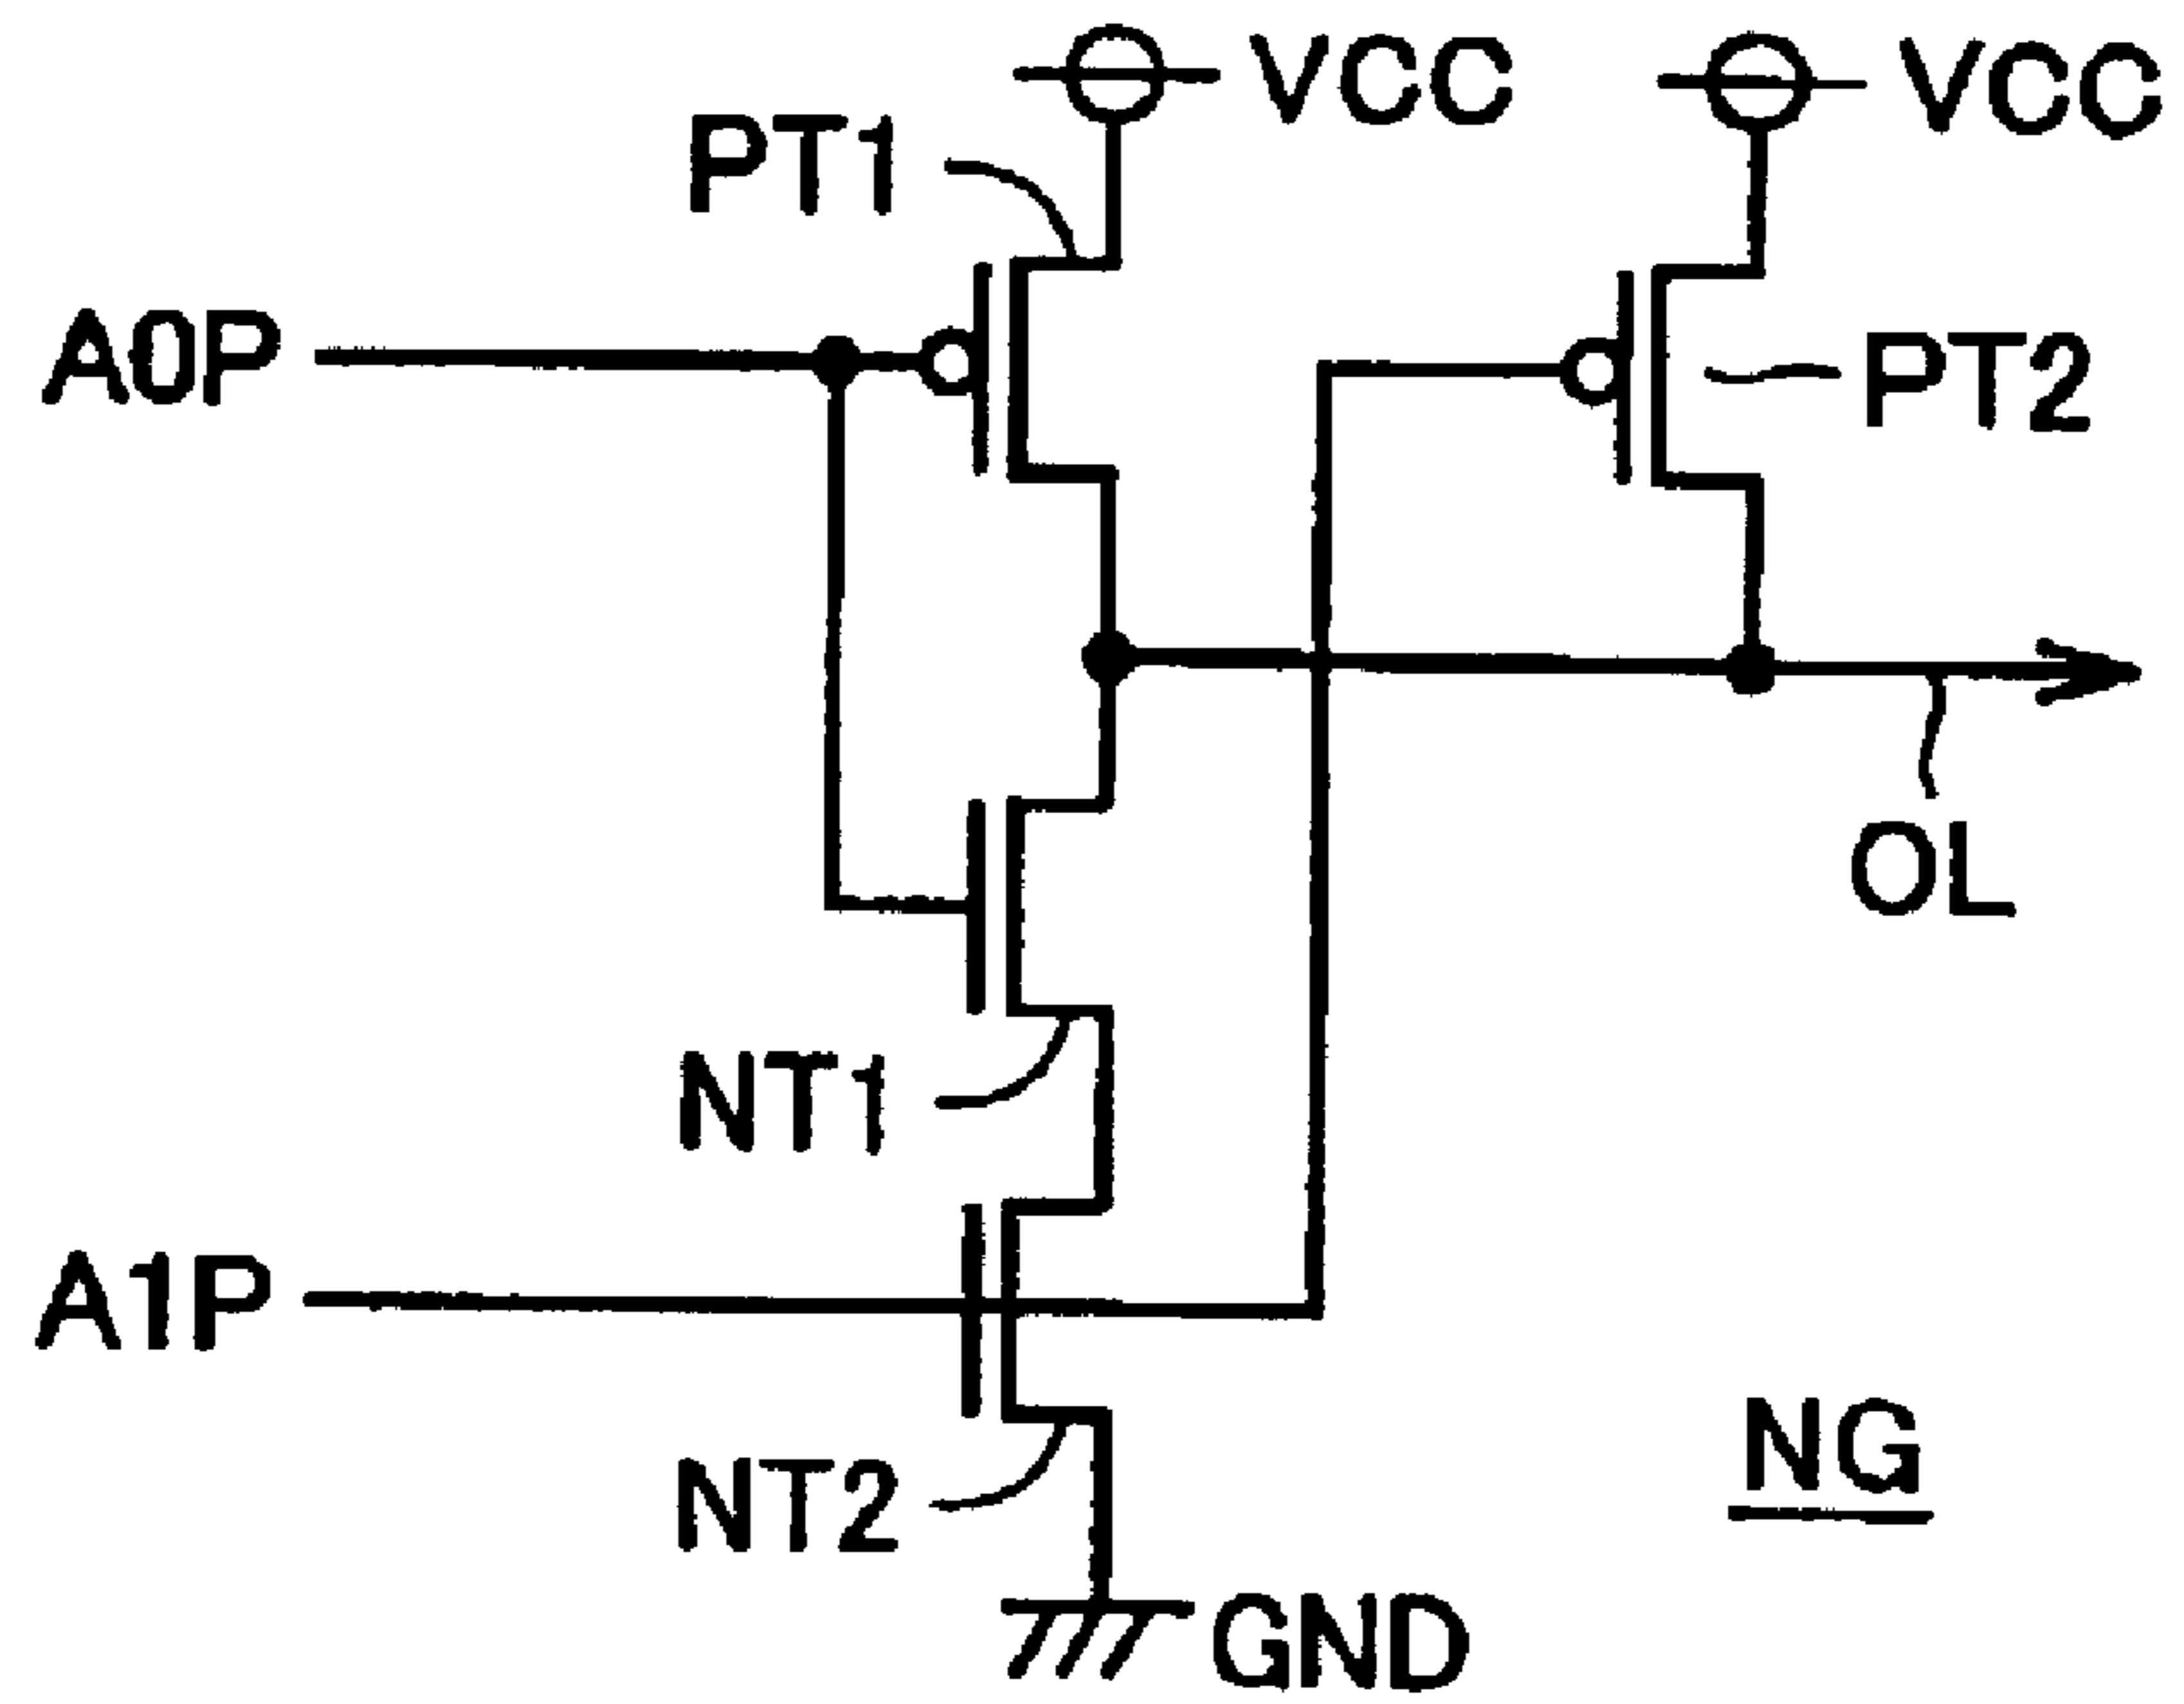 VCC
VCC
PT1
A0P
PT2
OL
NT1
A1P
NG
NT2
GND